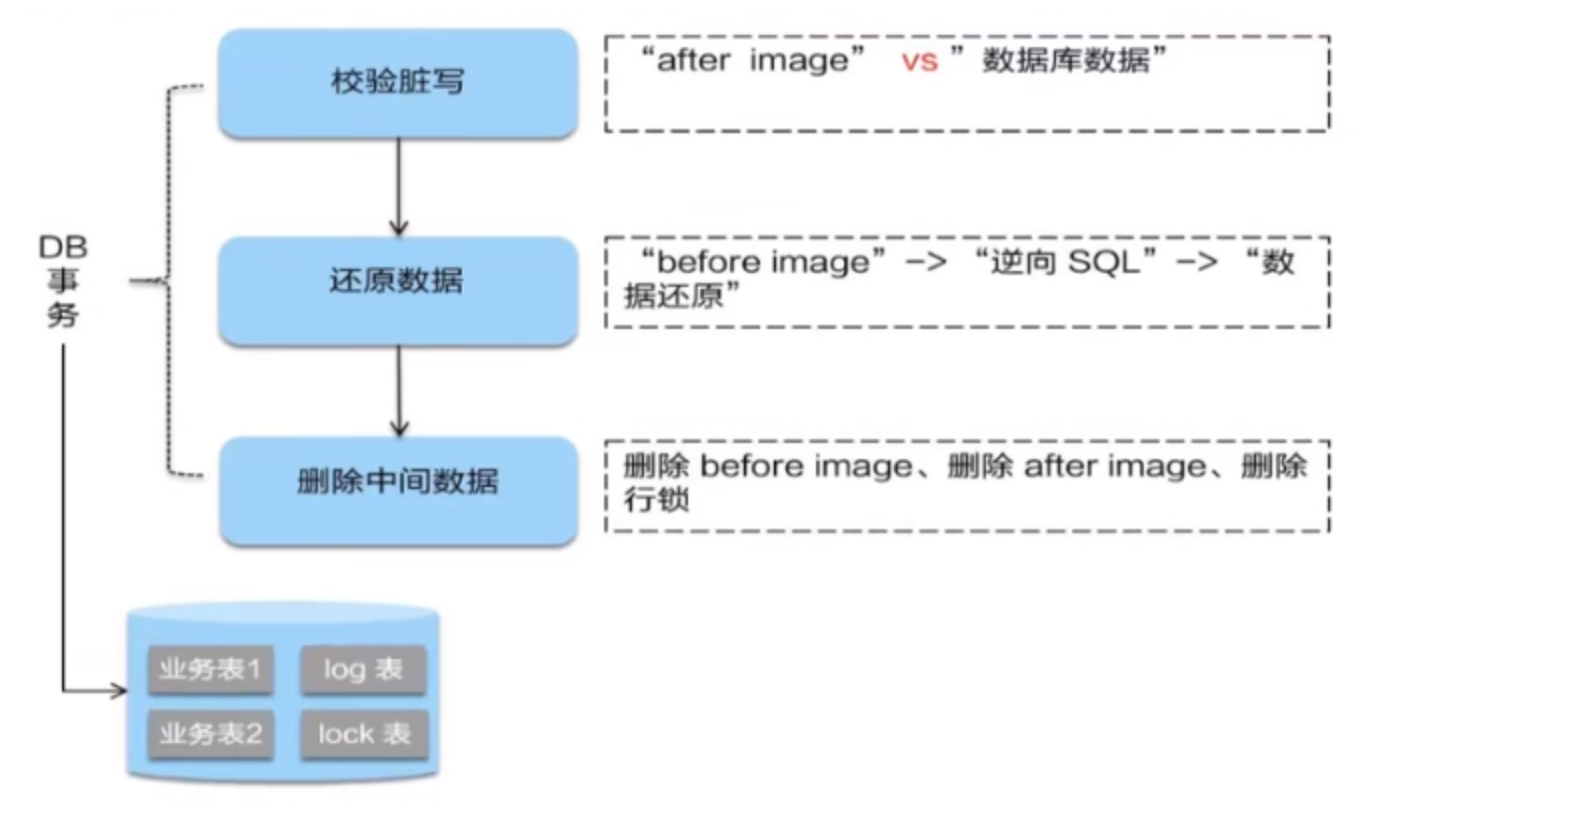 校验脏写
“after image” vs ”数据库数据”
DB
事
务
还原数据
“before image” –> “逆向 SQL” –> “数
据还原”
删除中间数据
删除 before image、删除 after image、删除
行锁
业务表1
log 表
业务表2
lock 表